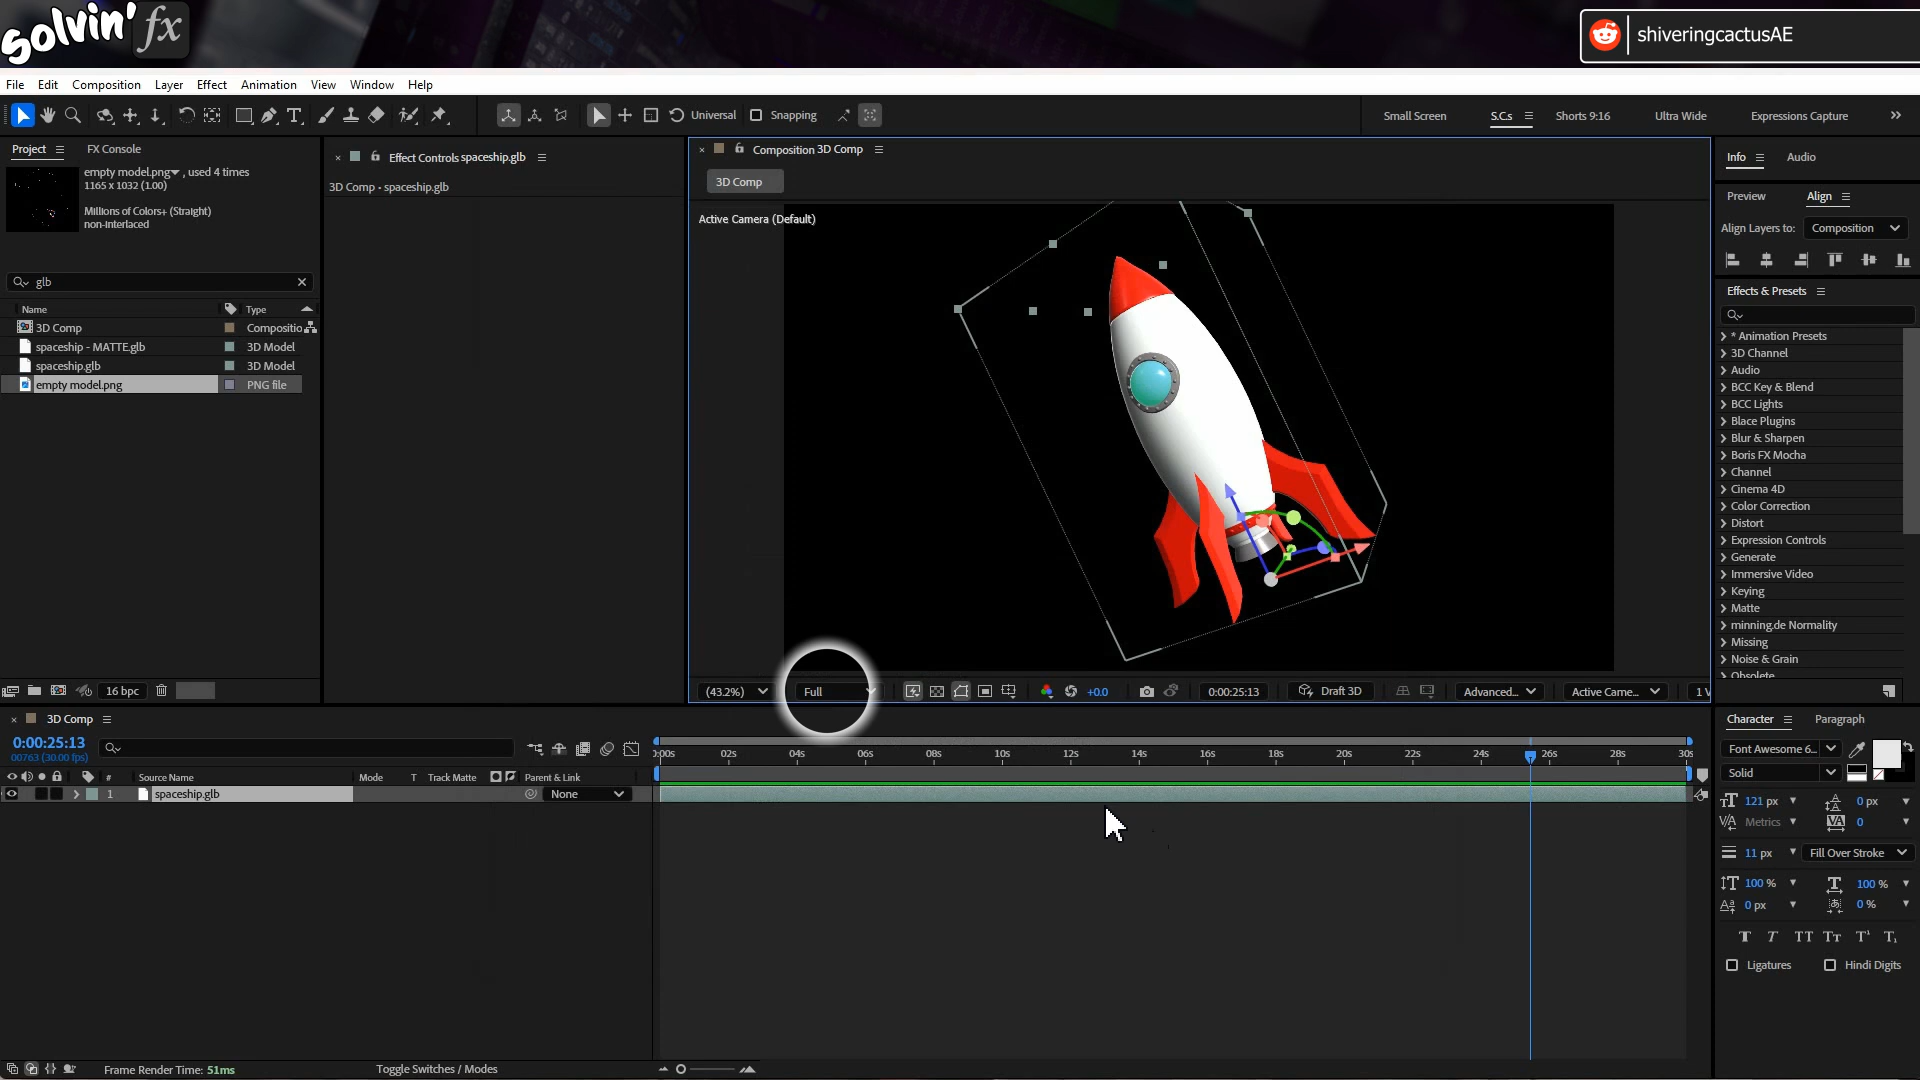 solvin' fx
shiveringcactusAE
File Edit Composition Layer Effect Animation View Window Help
Universal Snapping
Small Screen S.C.s Shorts 9:16 Ultra Wide Expressions Capture
Project FX Console
empty model.png , used 4 times
1165 x 1032 (1.00)
Millions of Colors+ (Straight)
non-interlaced
glb
Name Type
3D Comp Compositio
spaceship - MATTE.glb 3D Model
spaceship.glb 3D Model
empty model.png PNG file
16 bpc
Effect Controls spaceship.glb
3D Comp - spaceship.glb
Composition 3D Comp
3D Comp
Active Camera (Default)
(43.2%) Full +0.0 0:00:25:13 Draft 3D Advanced... Active Came... 1 V
Info Audio
Preview Align
Align Layers to: Composition
Effects & Presets
* Animation Presets
3D Channel
Audio
BCC Key & Blend
BCC Lights
Blace Plugins
Blur & Sharpen
Boris FX Mocha
Channel
Cinema 4D
Color Correction
Distort
Expression Controls
Generate
Immersive Video
Keying
Matte
minning.de Normality
Missing
Noise & Grain
Obsolete
3D Comp
0:00:25:13
00763 (30.00 fps)
# Source Name Mode T Track Matte Parent & Link
1 spaceship.glb None
:00s 02s 04s 06s 08s 10s 12s 14s 16s 18s 20s 22s 24s 26s 28s 30s
Frame Render Time: 51ms Toggle Switches / Modes
Character Paragraph
Font Awesome 6...
Solid
121 px 0 px
Metrics 0
11 px Fill Over Stroke
100 % 100 %
0 px 0 %
T T TT Tt T¹ T₁
Ligatures Hindi Digits